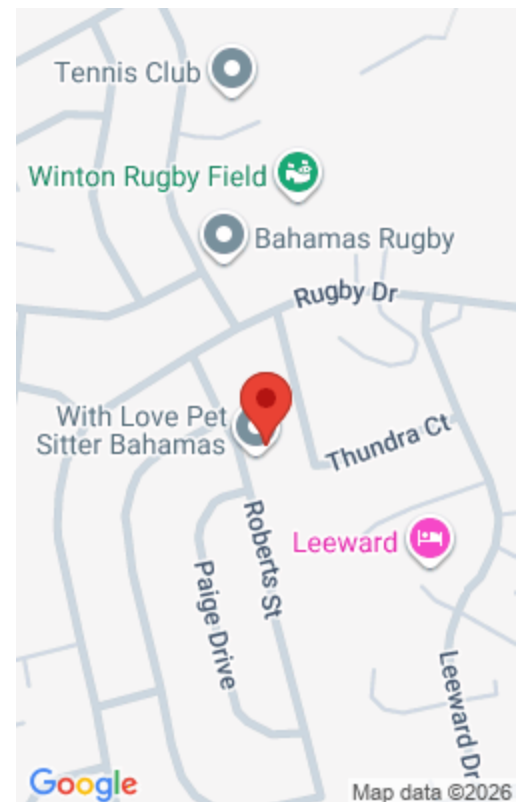 Tennis Club
Winton Rugby Field
Bahamas Rugby
Rugby Dr
With Love Pet
Sitter Bahamas
Thundra Ct
Roberts St
Leeward
Paige Drive
Leeward Dr
Google
Map data ©2026